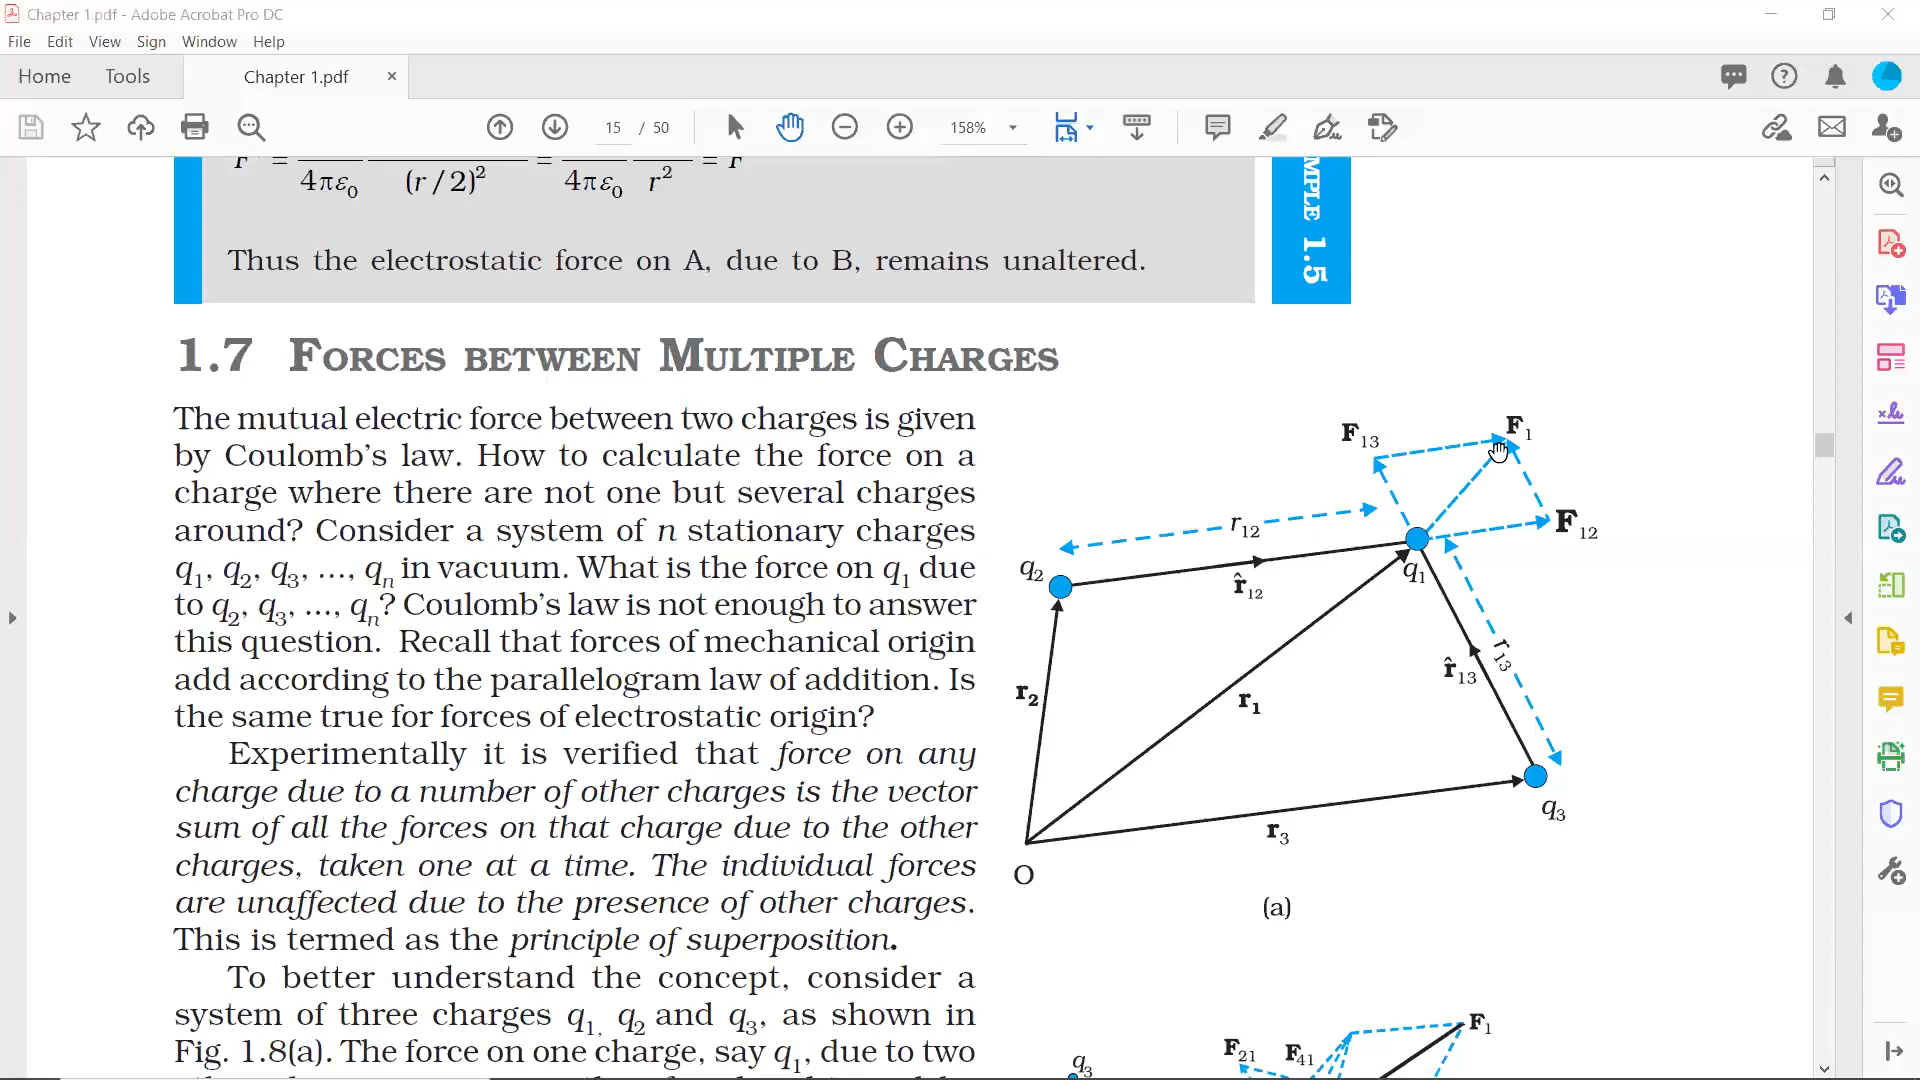 Chapter 1.pdf - Adobe Acrobat Pro DC
File Edit View Sign Window Help
Home Tools Chapter 1.pdf ×
15 / 50 158%
4πε₀ (r / 2)² = 4πε₀ r² = F
Thus the electrostatic force on A, due to B, remains unaltered.
MPLE 1.5
1.7 FORCES BETWEEN MULTIPLE CHARGES
The mutual electric force between two charges is given
by Coulomb's law. How to calculate the force on a
charge where there are not one but several charges
around? Consider a system of n stationary charges
q₁, q₂, q₃, ..., qₙ in vacuum. What is the force on q₁ due
to q₂, q₃, ..., qₙ? Coulomb's law is not enough to answer
this question. Recall that forces of mechanical origin
add according to the parallelogram law of addition. Is
the same true for forces of electrostatic origin?
Experimentally it is verified that force on any
charge due to a number of other charges is the vector
sum of all the forces on that charge due to the other
charges, taken one at a time. The individual forces
are unaffected due to the presence of other charges.
This is termed as the principle of superposition.
To better understand the concept, consider a
system of three charges q₁, q₂ and q₃, as shown in
Fig. 1.8(a). The force on one charge, say q₁, due to two
F₁₃
F₁
F₁₂
r₁₂
q₂
r̂₁₂
q₁
r₁₃
r̂₁₃
r₂
r₁
q₃
r₃
O
(a)
F₁
F₂₁
F₄₁
q₃